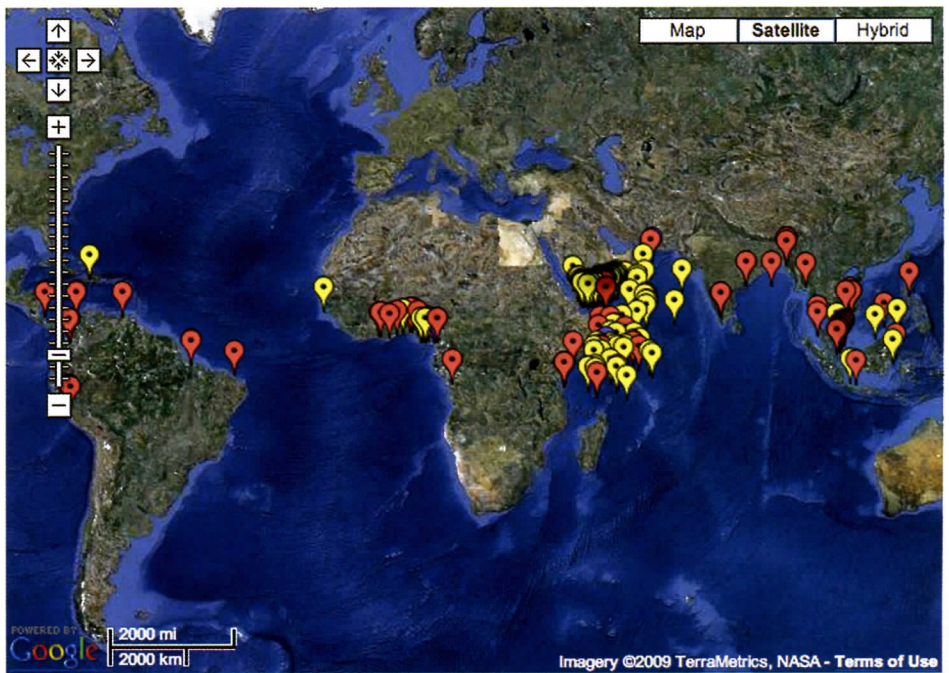 Map Satellite Hybrid
POWERED BY
Google
2000 mi
2000 km
Imagery ©2009 TerraMetrics, NASA - Terms of Use